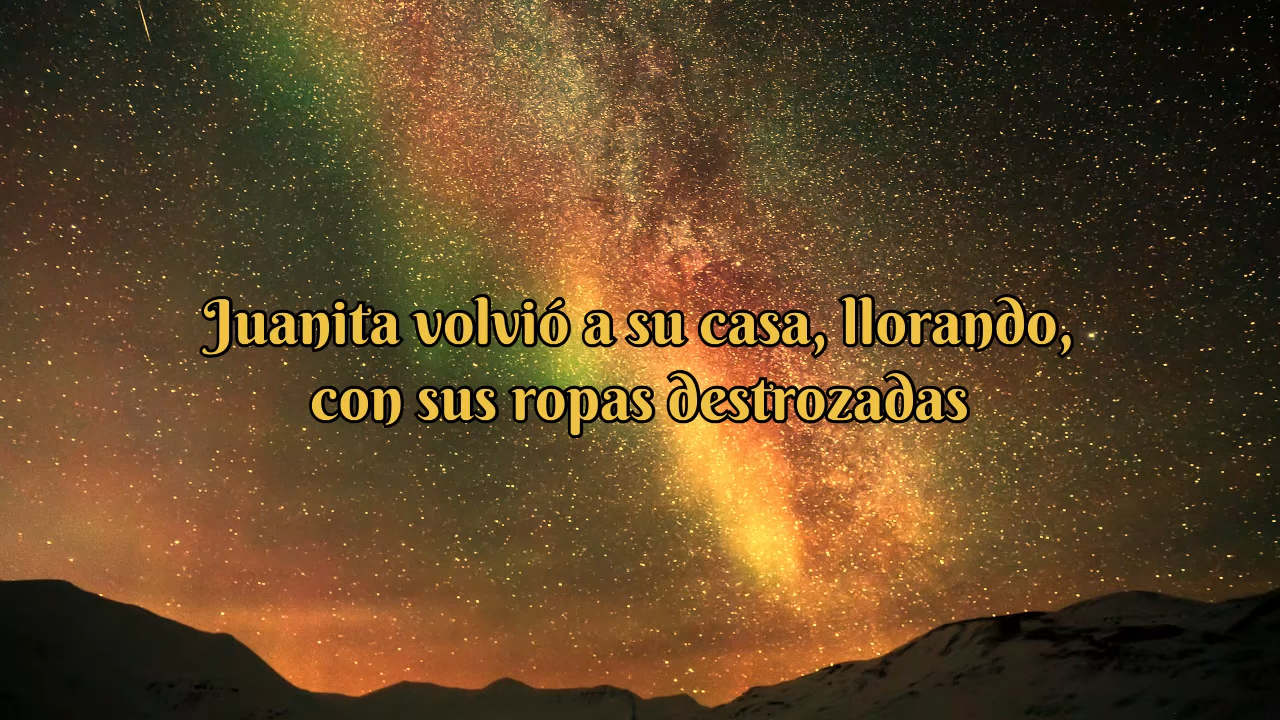 Juanita volvió a su casa, llorando,
con sus ropas destrozadas